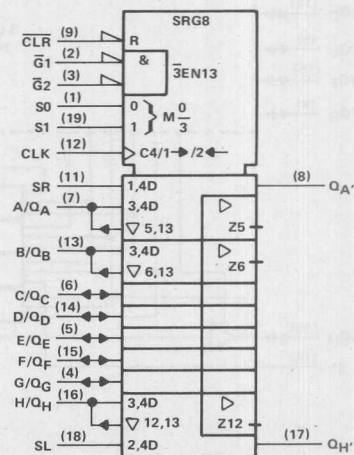 SRG8
CLR (9) R
G1 (2) &
G2 (3) 3EN13
S0 (1) 0
S1 (19) 1 } M 0/3
CLK (12) C4/1 /2
SR (11) 1,4D (8) QA'
A/QA (7) 3,4D
5,13 Z5
B/QB (13) 3,4D
6,13 Z6
C/QC (6)
D/QD (14)
E/QE (5)
F/QF (15)
G/QG (4)
H/QH (16) 3,4D
12,13 Z12
SL (18) 2,4D (17) QH'